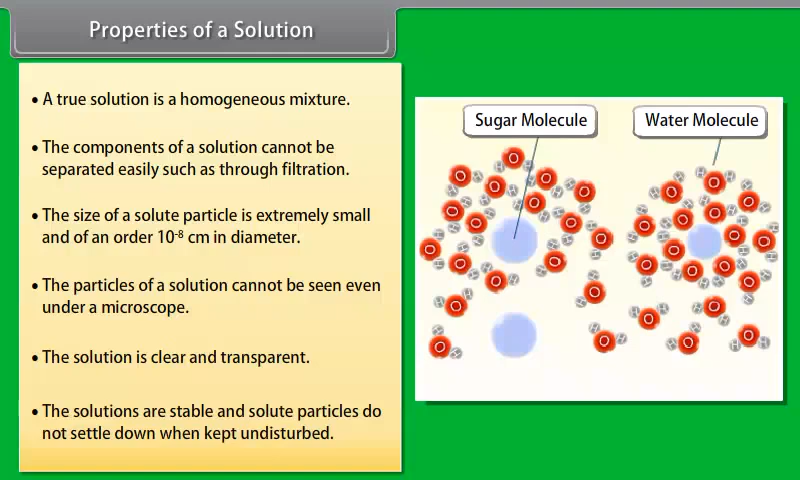 Properties of a Solution
• A true solution is a homogeneous mixture.
• The components of a solution cannot be
separated easily such as through filtration.
• The size of a solute particle is extremely small
and of an order 10⁻⁸ cm in diameter.
• The particles of a solution cannot be seen even
under a microscope.
• The solution is clear and transparent.
• The solutions are stable and solute particles do
not settle down when kept undisturbed.
Sugar Molecule
Water Molecule